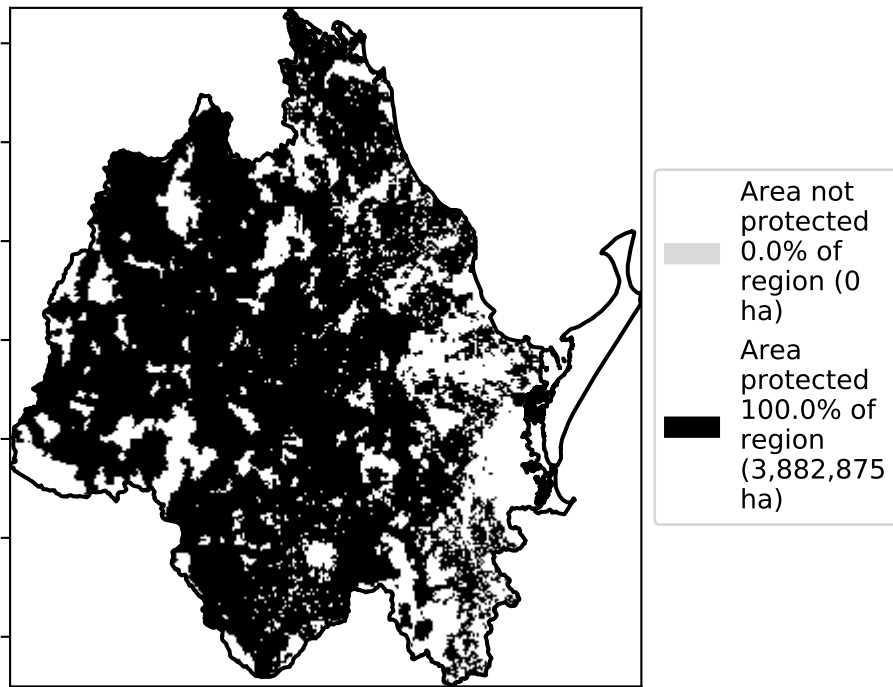 Area not
protected
0.0% of
region (0
ha)
Area
protected
100.0% of
region
(3,882,875
ha)